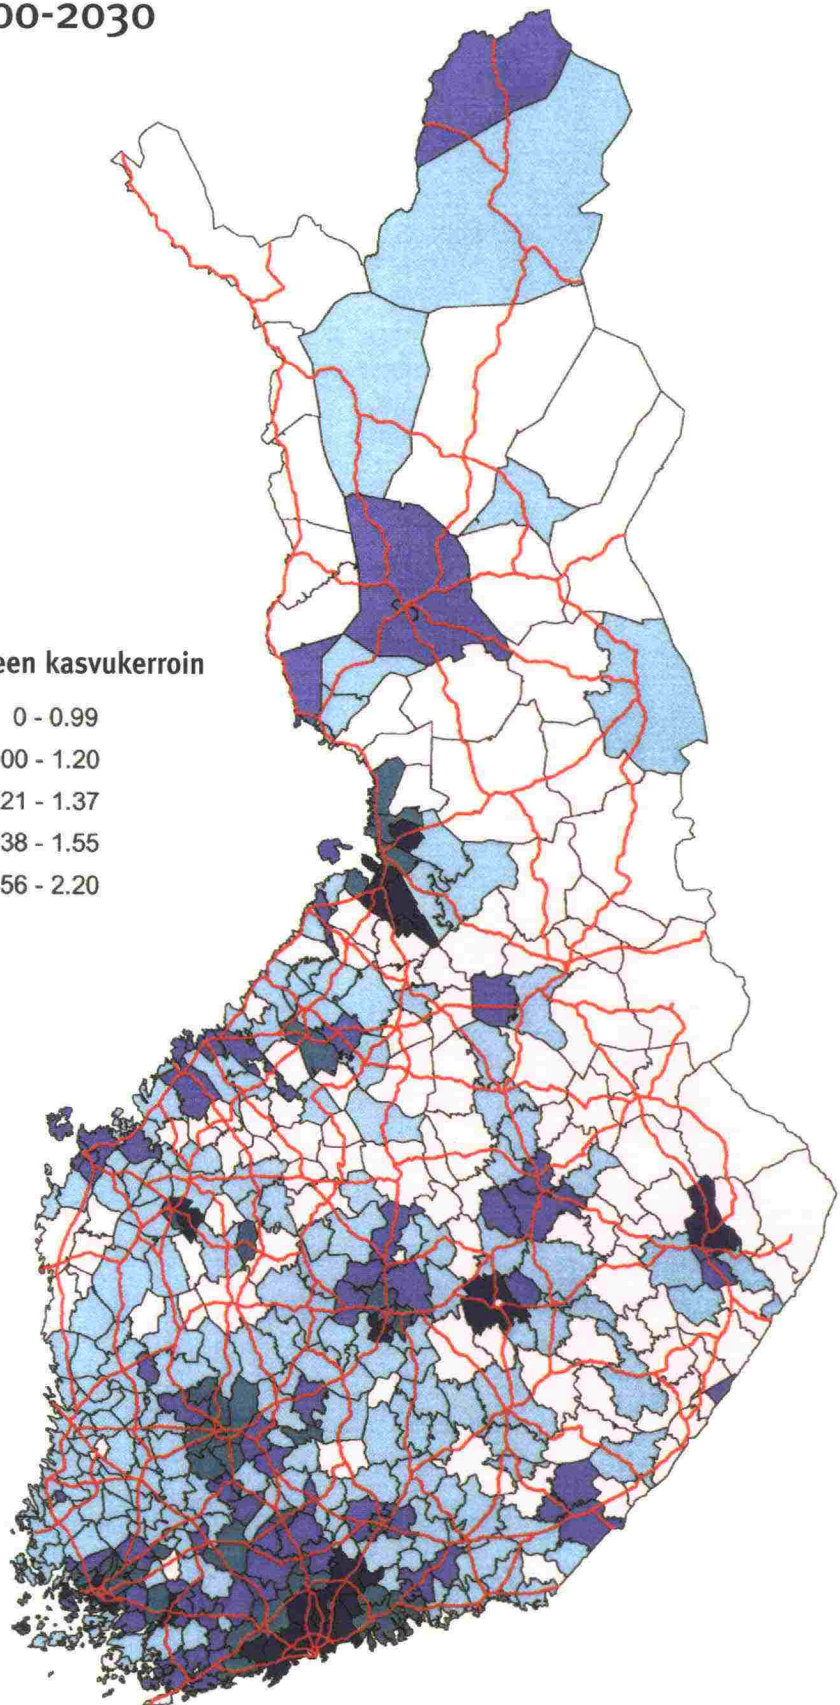 00-2030
een kasvukerroin
0 - 0.99
00 - 1.20
21 - 1.37
38 - 1.55
56 - 2.20